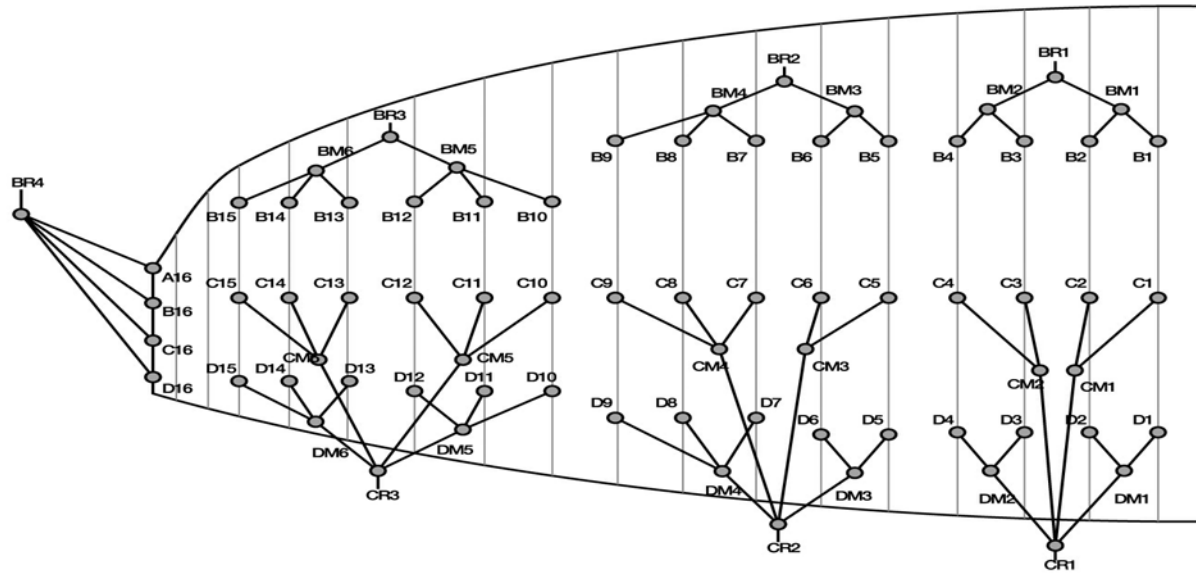 BR1
BR2
BM2 BM1
BM4 BM3
BR3
B9 B8 B7 B6 B5 B4 B3 B2 B1
BM6 BM5
BR4
B15 B14 B13 B12 B11 B10
A16
C15 C14 C13 C12 C11 C10 C9 C8 C7 C6 C5 C4 C3 C2 C1
B16
C16
CM6 CM5 CM4 CM3
D15 D14 D13 D12 D11 D10 CM2 CM1
D16
D9 D8 D7 D6 D5 D4 D3 D2 D1
DM6 DM5
DM4 DM3 DM2 DM1
CR3
CR2
CR1